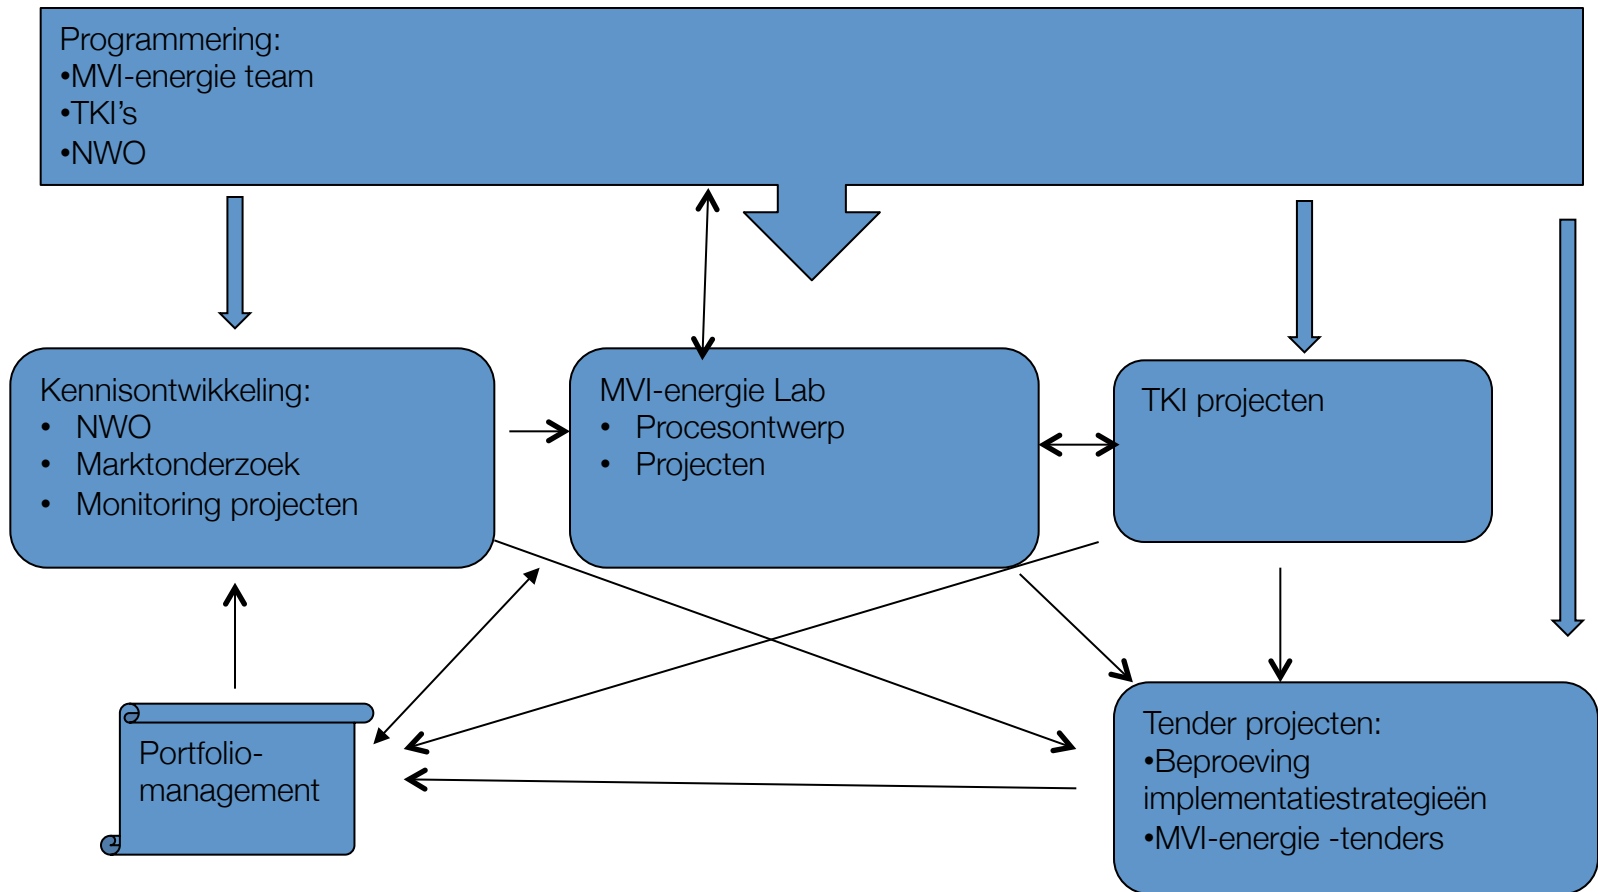 Programmering:
•MVI-energie team
•TKI’s
•NWO
Kennisontwikkeling:
• NWO
• Marktonderzoek
• Monitoring projecten
MVI-energie Lab
• Procesontwerp
• Projecten
TKI projecten
Portfolio-
management
Tender projecten:
•Beproeving
implementatiestrategieën
•MVI-energie -tenders